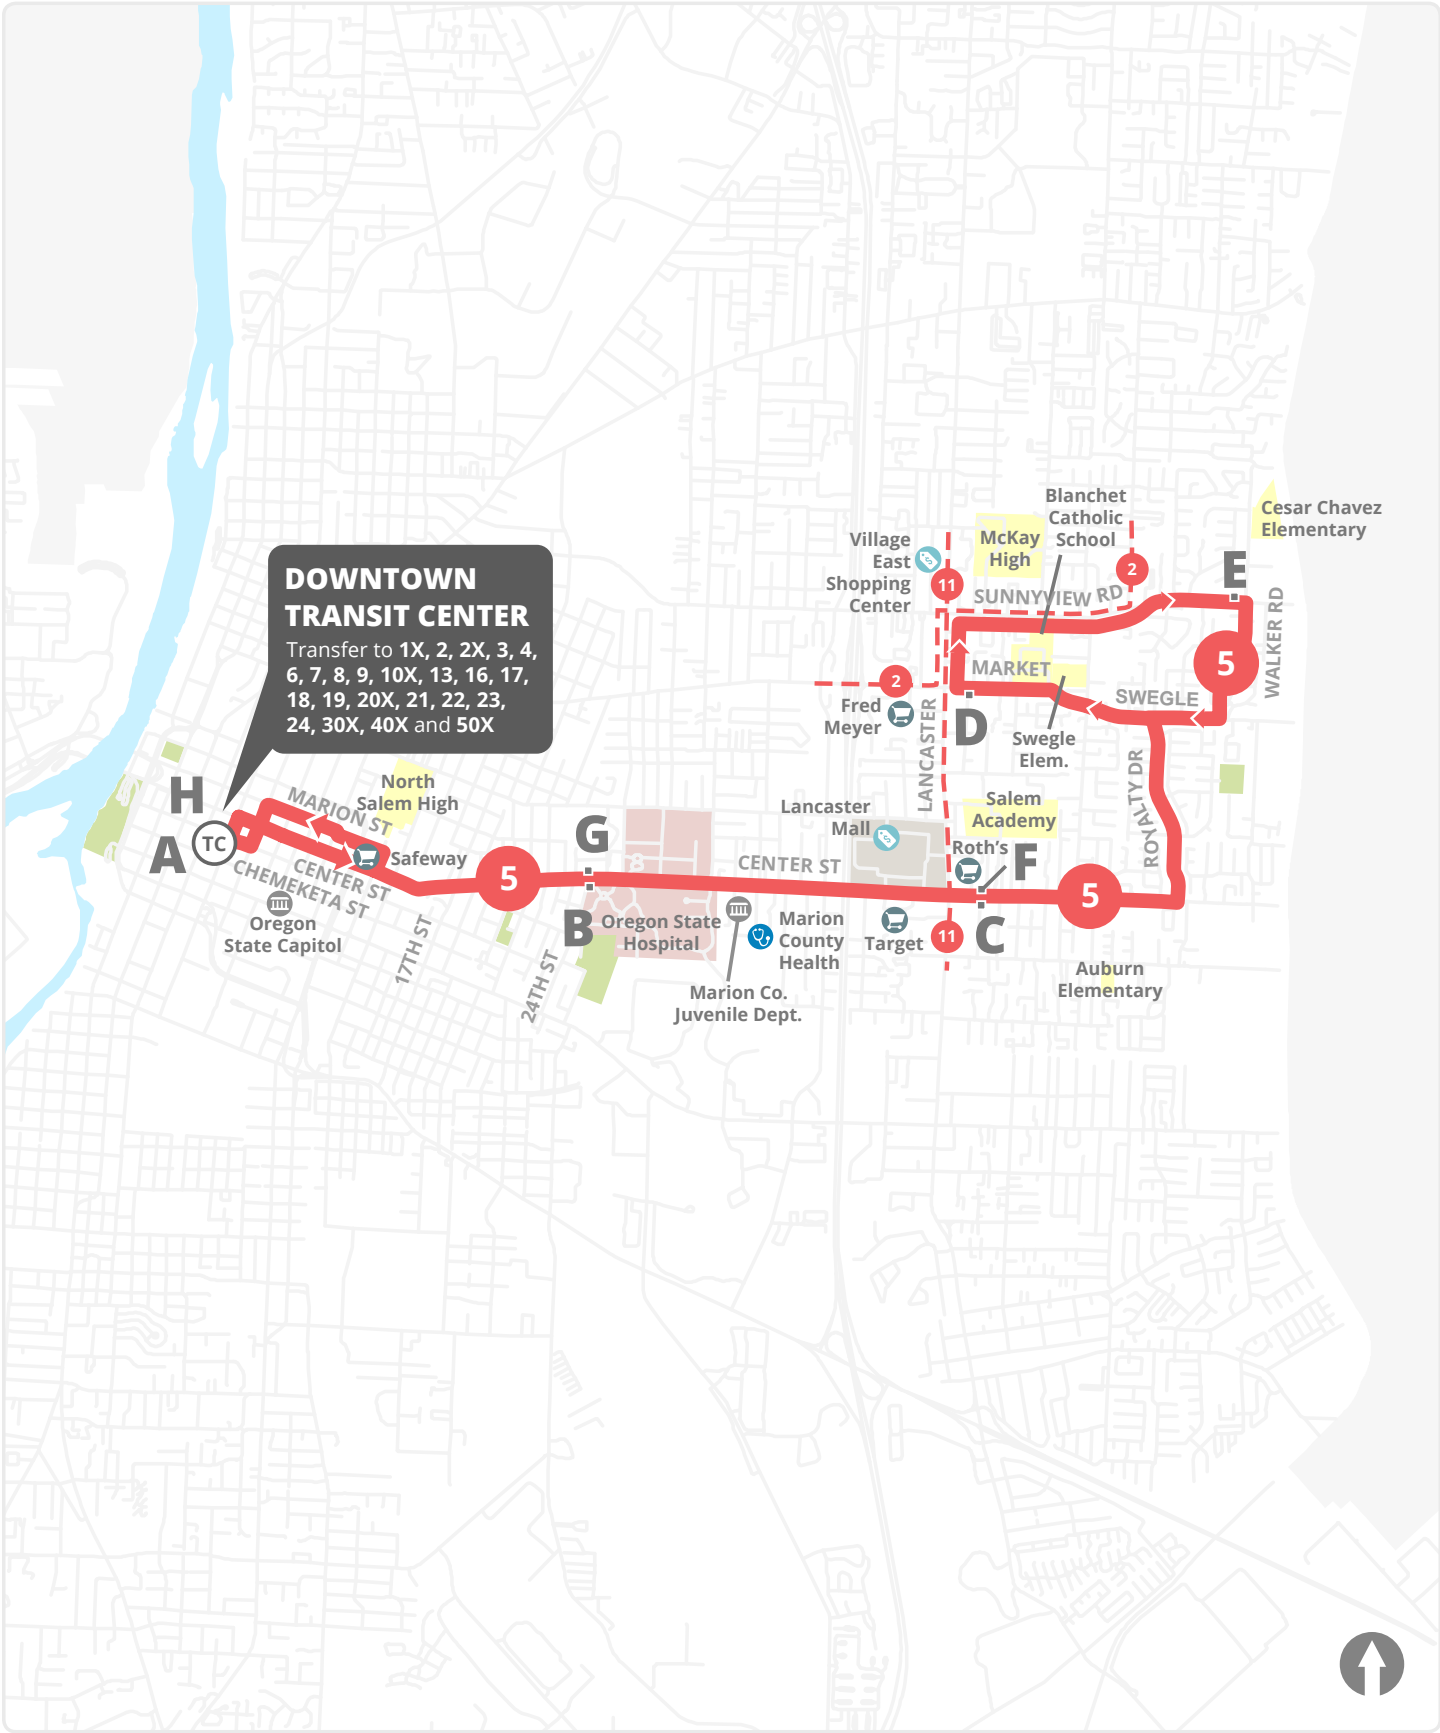 Blanchet
Catholic
School
Cesar Chavez
Elementary
McKay
High
Village
East
Shopping
Center
11
2
E
SUNNYVIEW RD
WALKER RD
5
MARKET
SWEGLE
2
Fred
Meyer
D
LANCASTER
Swegle
Elem.
ROYALTY DR
DOWNTOWN
TRANSIT CENTER
Transfer to 1X, 2, 2X, 3, 4,
6, 7, 8, 9, 10X, 13, 16, 17,
18, 19, 20X, 21, 22, 23,
24, 30X, 40X and 50X
H
A
TC
MARION ST
North
Salem High
Safeway
CENTER ST
CHEMEKETA ST
Oregon
State Capitol
17TH ST
5
G
B
24TH ST
Oregon State
Hospital
CENTER ST
Lancaster
Mall
Salem
Academy
Roth's
F
5
Marion
County
Health
Target
11
C
Marion Co.
Juvenile Dept.
Auburn
Elementary